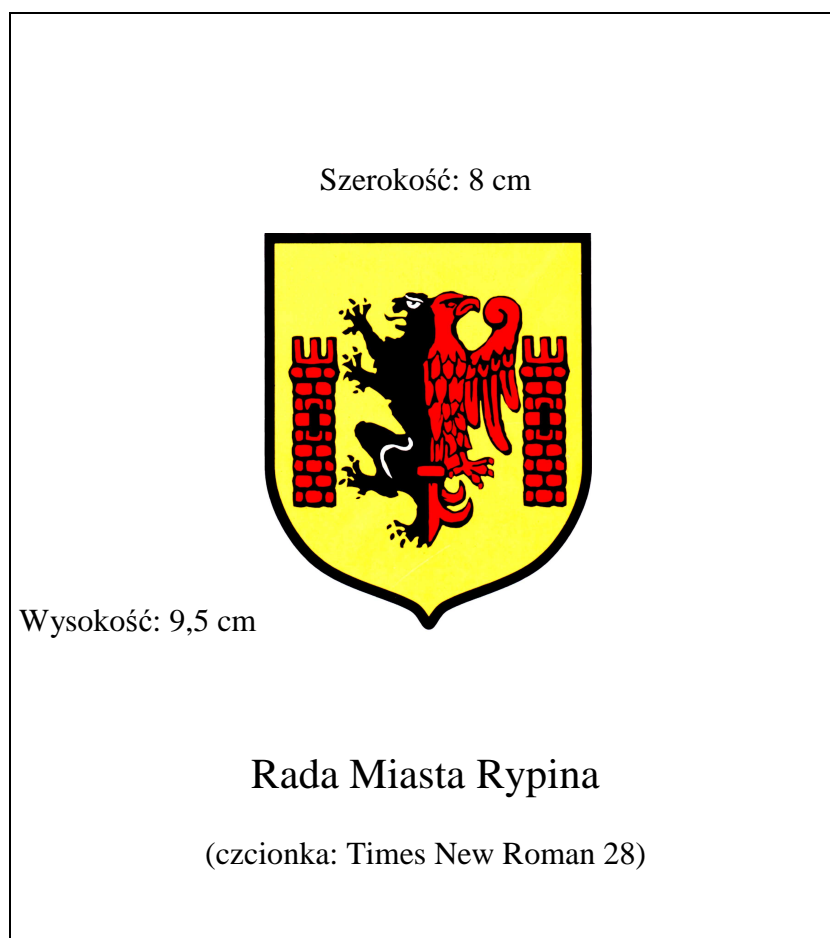 Szerokość: 8 cm
Wysokość: 9,5 cm
Rada Miasta Rypina
(czcionka: Times New Roman 28)